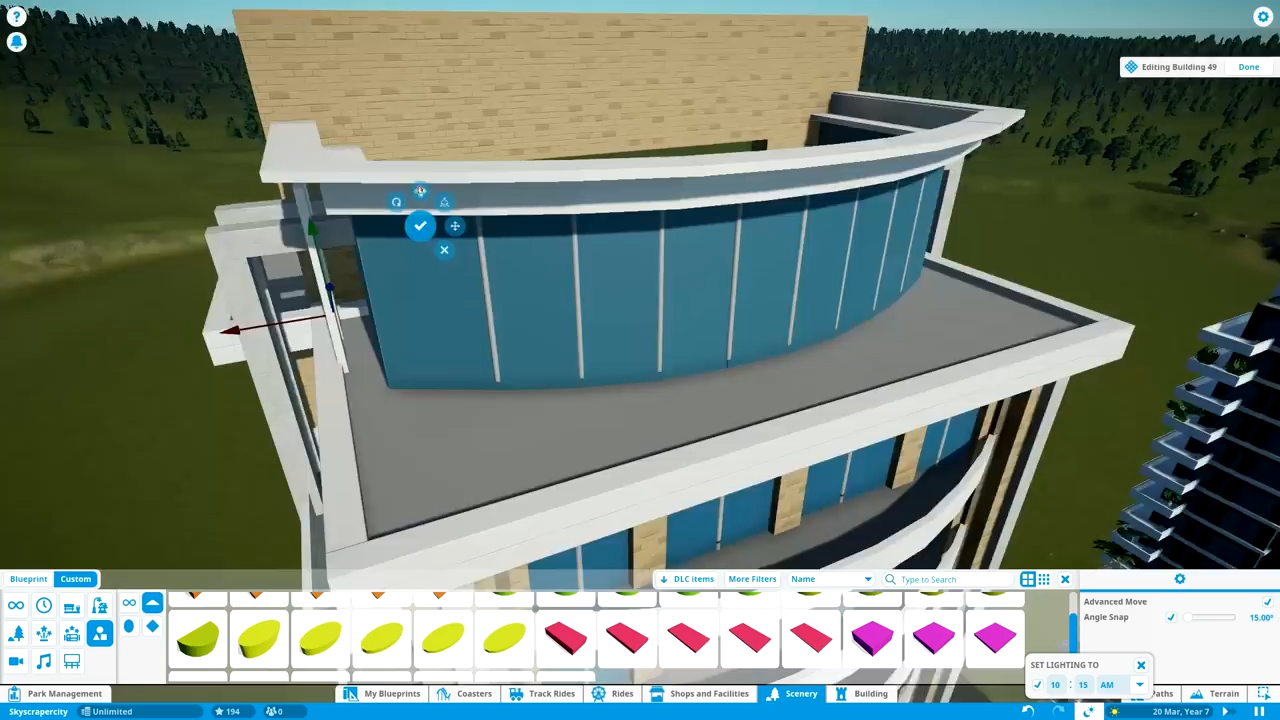 Editing Building 49 Done
Blueprint Custom
DLC items More Filters Name Type to Search
Advanced Move
Angle Snap 15.00°
SET LIGHTING TO
10 : 15 AM
Park Management My Blueprints Coasters Track Rides Rides Shops and Facilities Scenery Building Paths Terrain
Skyscrapercity Unlimited 194 0 20 Mar, Year 7